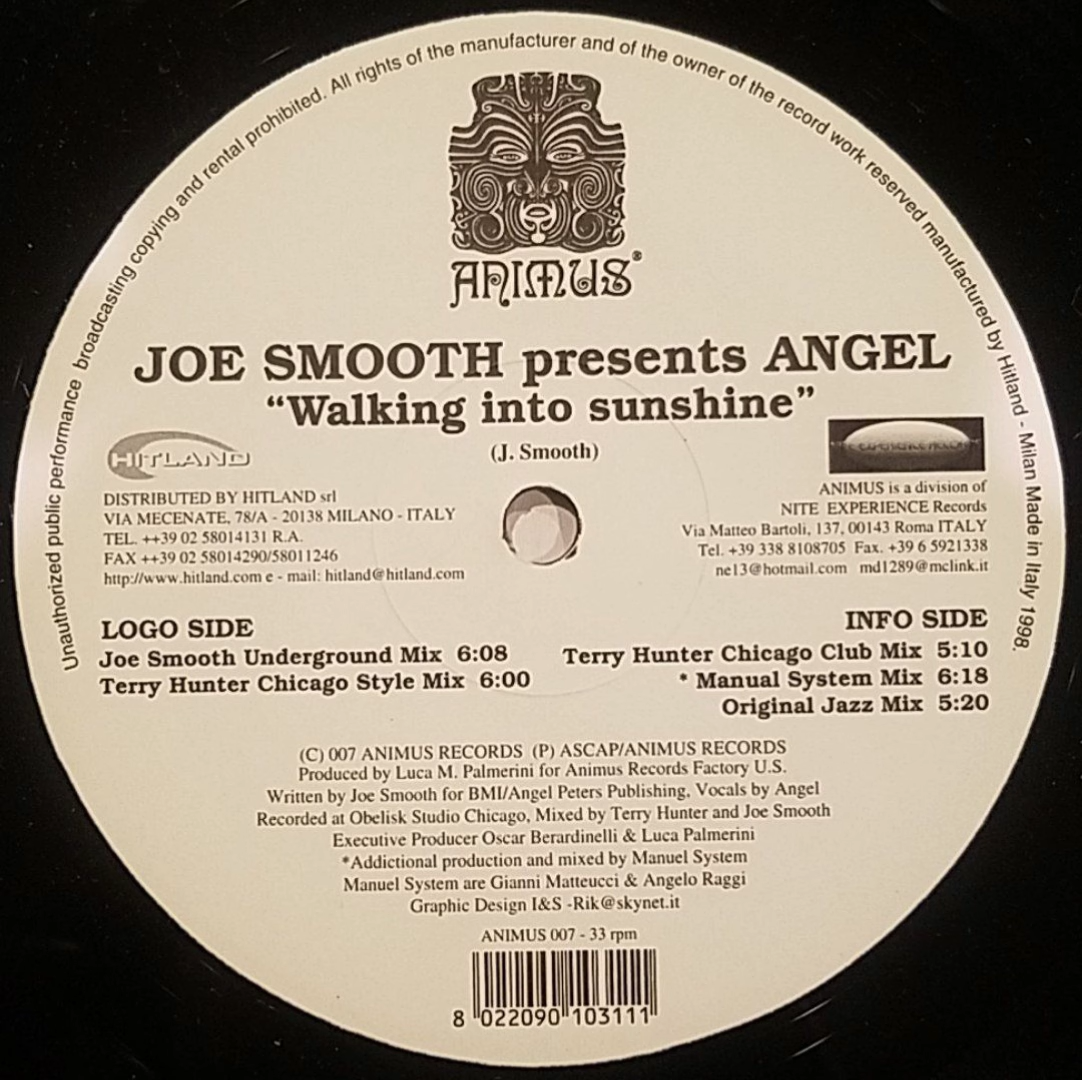 Unauthorized public performance broadcasting copying and rental prohibited. All rights of the manufacturer and of the owner of the record work reserved manufactured by Hitland - Milan Made in Italy 1998.
ANIMUS®
JOE SMOOTH presents ANGEL
“Walking into sunshine”
(J. Smooth)
HITLAND
DISTRIBUTED BY HITLAND srl
VIA MECENATE, 78/A - 20138 MILANO - ITALY
TEL. ++39 02 58014131 R.A.
FAX ++39 02 58014290/58011246
http://www.hitland.com e - mail: hitland@hitland.com
ANIMUS is a division of
NITE EXPERIENCE Records
Via Matteo Bartoli, 137, 00143 Roma ITALY
Tel. +39 338 8108705 Fax. +39 6 5921338
ne13@hotmail.com md1289@mclink.it
LOGO SIDE
Joe Smooth Underground Mix 6:08
Terry Hunter Chicago Style Mix 6:00
INFO SIDE
Terry Hunter Chicago Club Mix 5:10
* Manual System Mix 6:18
Original Jazz Mix 5:20
(C) 007 ANIMUS RECORDS (P) ASCAP/ANIMUS RECORDS
Produced by Luca M. Palmerini for Animus Records Factory U.S.
Written by Joe Smooth for BMI/Angel Peters Publishing, Vocals by Angel
Recorded at Obelisk Studio Chicago, Mixed by Terry Hunter and Joe Smooth
Executive Producer Oscar Berardinelli & Luca Palmerini
*Addictional production and mixed by Manuel System
Manuel System are Gianni Matteucci & Angelo Raggi
Graphic Design I&S -Rik@skynet.it
ANIMUS 007 - 33 rpm
8 022090 103111